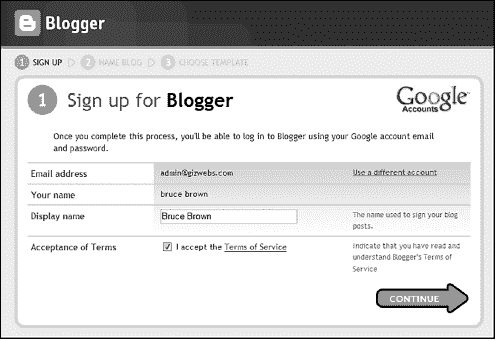 Blogger
1 SIGN UP 2 NAME BLOG 3 CHOOSE TEMPLATE
1 Sign up for Blogger
Google
Accounts
Once you complete this process, you'll be able to log in to Blogger using your Google account email
and password.
Email address admin@gizwebs.com Use a different account
Your name bruce brown
Display name Bruce Brown The name used to sign your blog
posts.
Acceptance of Terms I accept the Terms of Service Indicate that you have read and
understand Blogger's Terms of
Service
CONTINUE